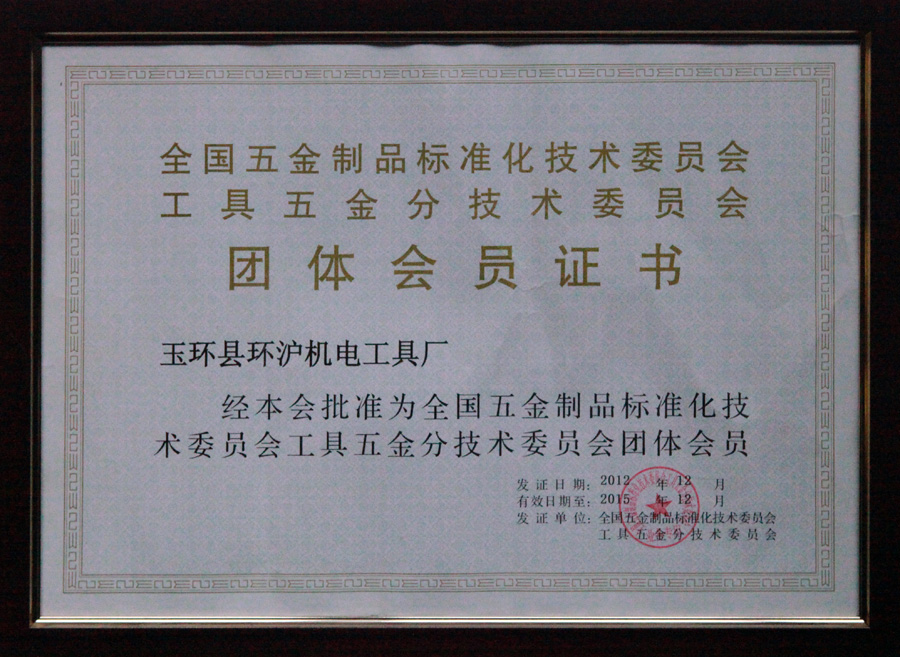 全国五金制品标准化技术委员会
工具五金分技术委员会
团体会员证书
玉环县环沪机电工具厂
经本会批准为全国五金制品标准化技
术委员会工具五金分技术委员会团体会员
发证日期：2012 年 12 月
有效日期至：2015 年 12 月
发证单位：全国五金制品标准化技术委员会
工具五金分技术委员会